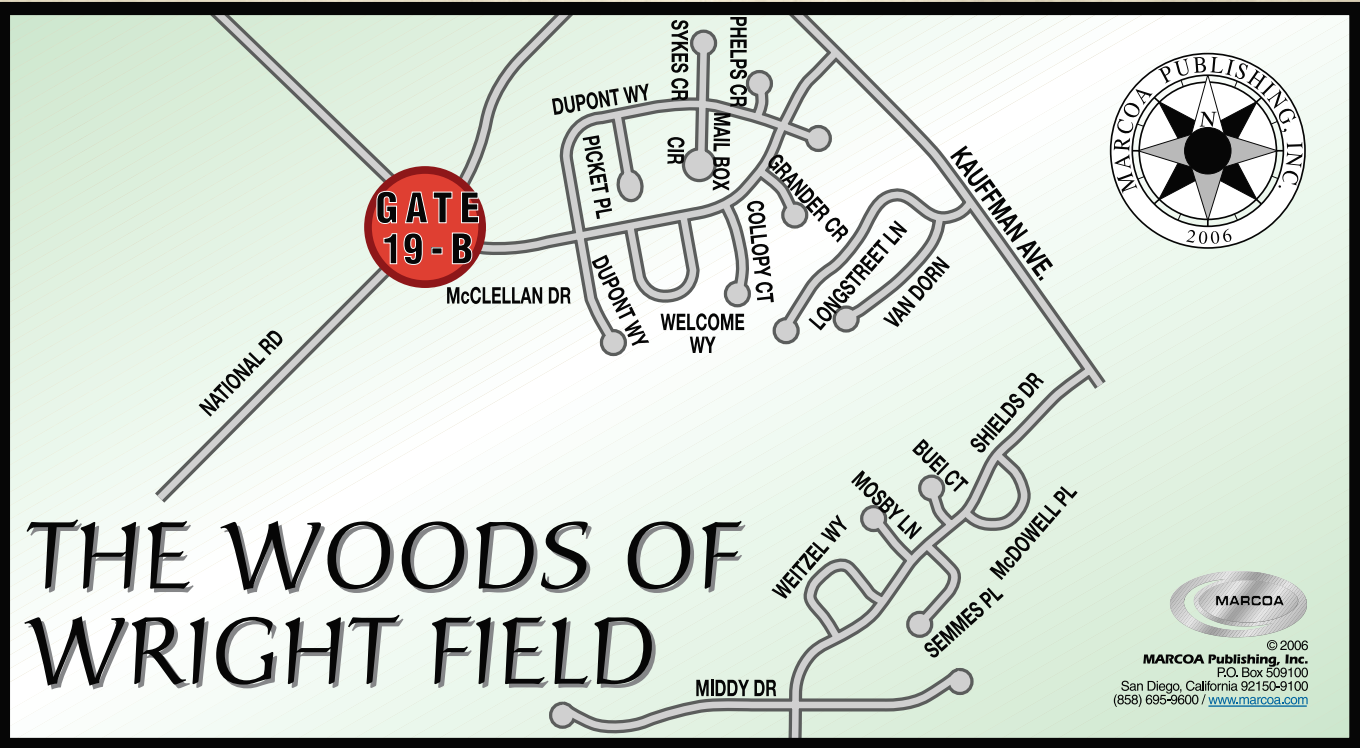 SYKES CR
PHELPS CR
DUPONT WY
MAIL BOX
CIR
PICKET PL
GRANDER CR
KAUFFMAN AVE.
MARCOA PUBLISHING, INC.
N
2006
GATE
19-B
COLLOPY CT
LONGSTREET LN
VAN DORN
DUPONT WY
McCLELLAN DR
WELCOME
WY
NATIONAL RD
SHIELDS DR
BUEI CT
MOSBY LN
WEITZEL WY
McDOWELL PL
SEMMES PL
MIDDY DR
THE WOODS OF
WRIGHT FIELD
MARCOA
© 2006
MARCOA Publishing, Inc.
P.O. Box 509100
San Diego, California 92150-9100
(858) 695-9600 / www.marcoa.com